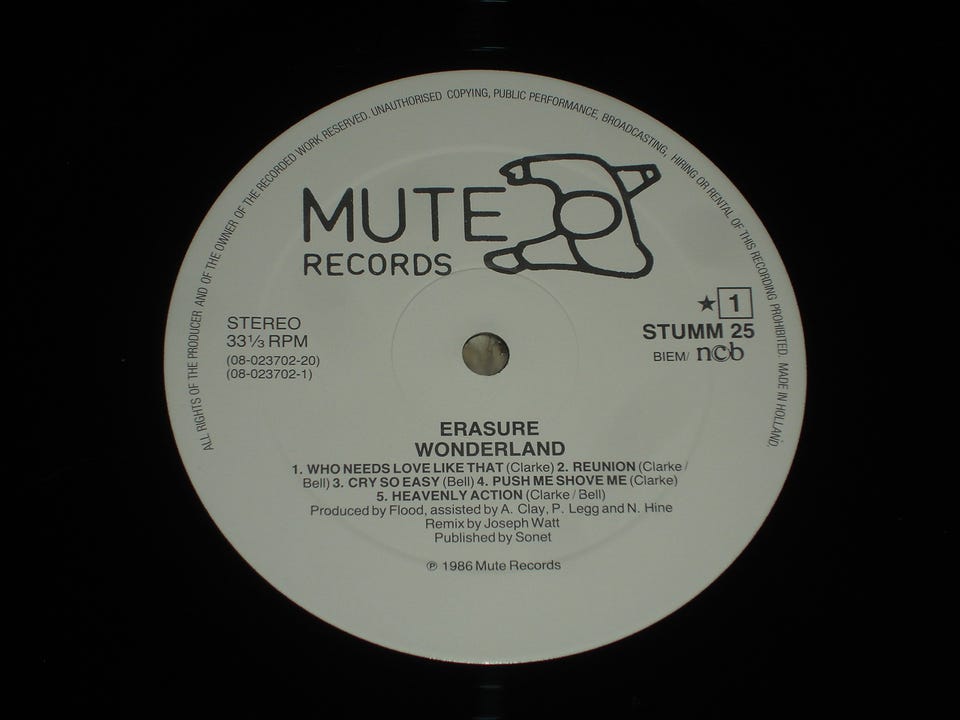 ALL RIGHTS OF THE PRODUCER AND OF THE OWNER OF THE RECORDED WORK RESERVED. UNAUTHORISED COPYING, PUBLIC PERFORMANCE, BROADCASTING, HIRING OR RENTAL OF THIS RECORDING PROHIBITED. MADE IN HOLLAND.
MUTE
RECORDS
STEREO
33⅓ RPM
(08-023702-20)
(08-023702-1)
★ 1
STUMM 25
BIEM/ n©b
ERASURE
WONDERLAND
1. WHO NEEDS LOVE LIKE THAT (Clarke) 2. REUNION (Clarke /
Bell) 3. CRY SO EASY (Bell) 4. PUSH ME SHOVE ME (Clarke)
5. HEAVENLY ACTION (Clarke / Bell)
Produced by Flood, assisted by A. Clay, P. Legg and N. Hine
Remix by Joseph Watt
Published by Sonet
℗ 1986 Mute Records